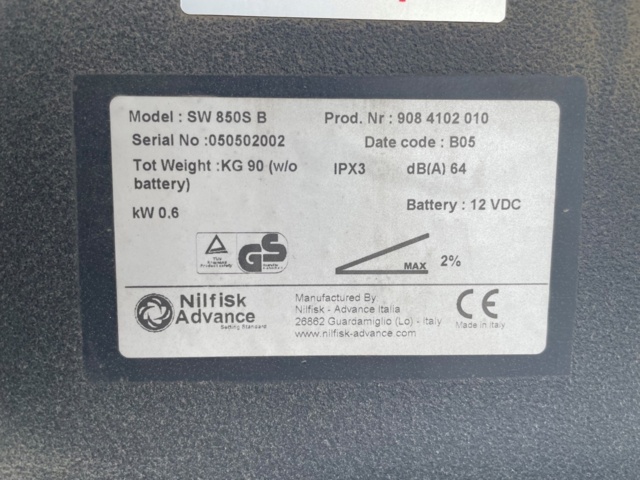 Model : SW 850S B Prod. Nr : 908 4102 010
Serial No :050502002 Date code : B05
Tot Weight :KG 90 (w/o battery) IPX3 dB(A) 64
kW 0.6 Battery : 12 VDC
GS
MAX 2%
Nilfisk
Advance
Setting Standard
Manufactured By
Nilfisk - Advance Italia
26862 Guardamiglio (Lo) - Italy
www.nilfisk-advance.com
CE
Made in Italy